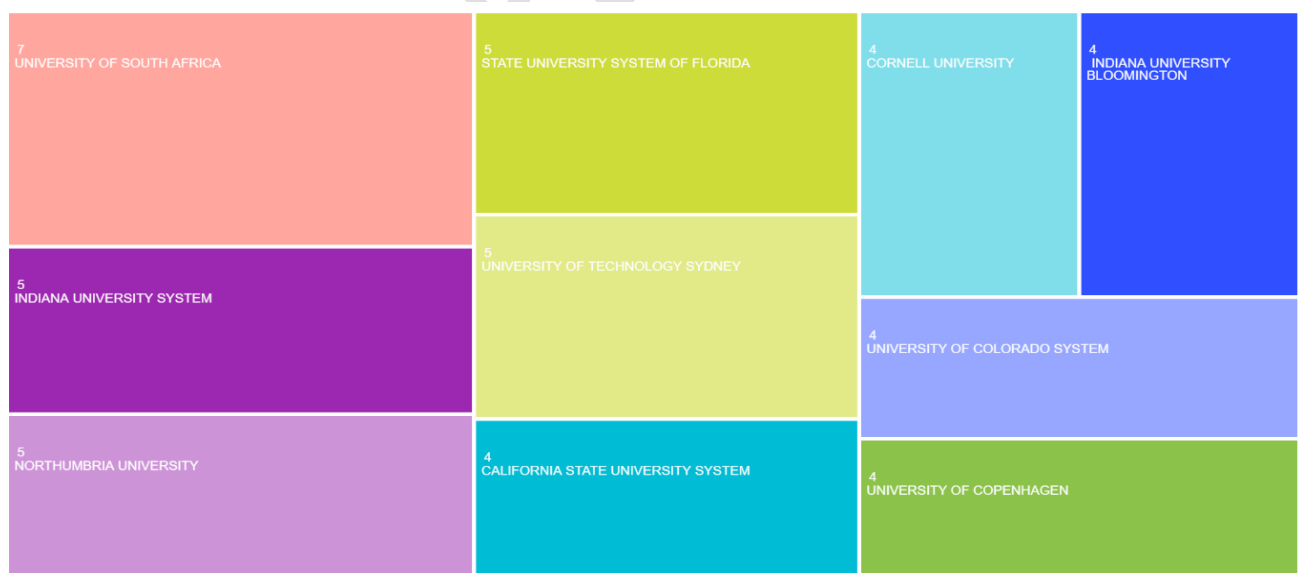 7
UNIVERSITY OF SOUTH AFRICA
5
INDIANA UNIVERSITY SYSTEM
5
NORTHUMBRIA UNIVERSITY
5
STATE UNIVERSITY SYSTEM OF FLORIDA
5
UNIVERSITY OF TECHNOLOGY SYDNEY
4
CALIFORNIA STATE UNIVERSITY SYSTEM
4
CORNELL UNIVERSITY
4
INDIANA UNIVERSITY
BLOOMINGTON
4
UNIVERSITY OF COLORADO SYSTEM
4
UNIVERSITY OF COPENHAGEN